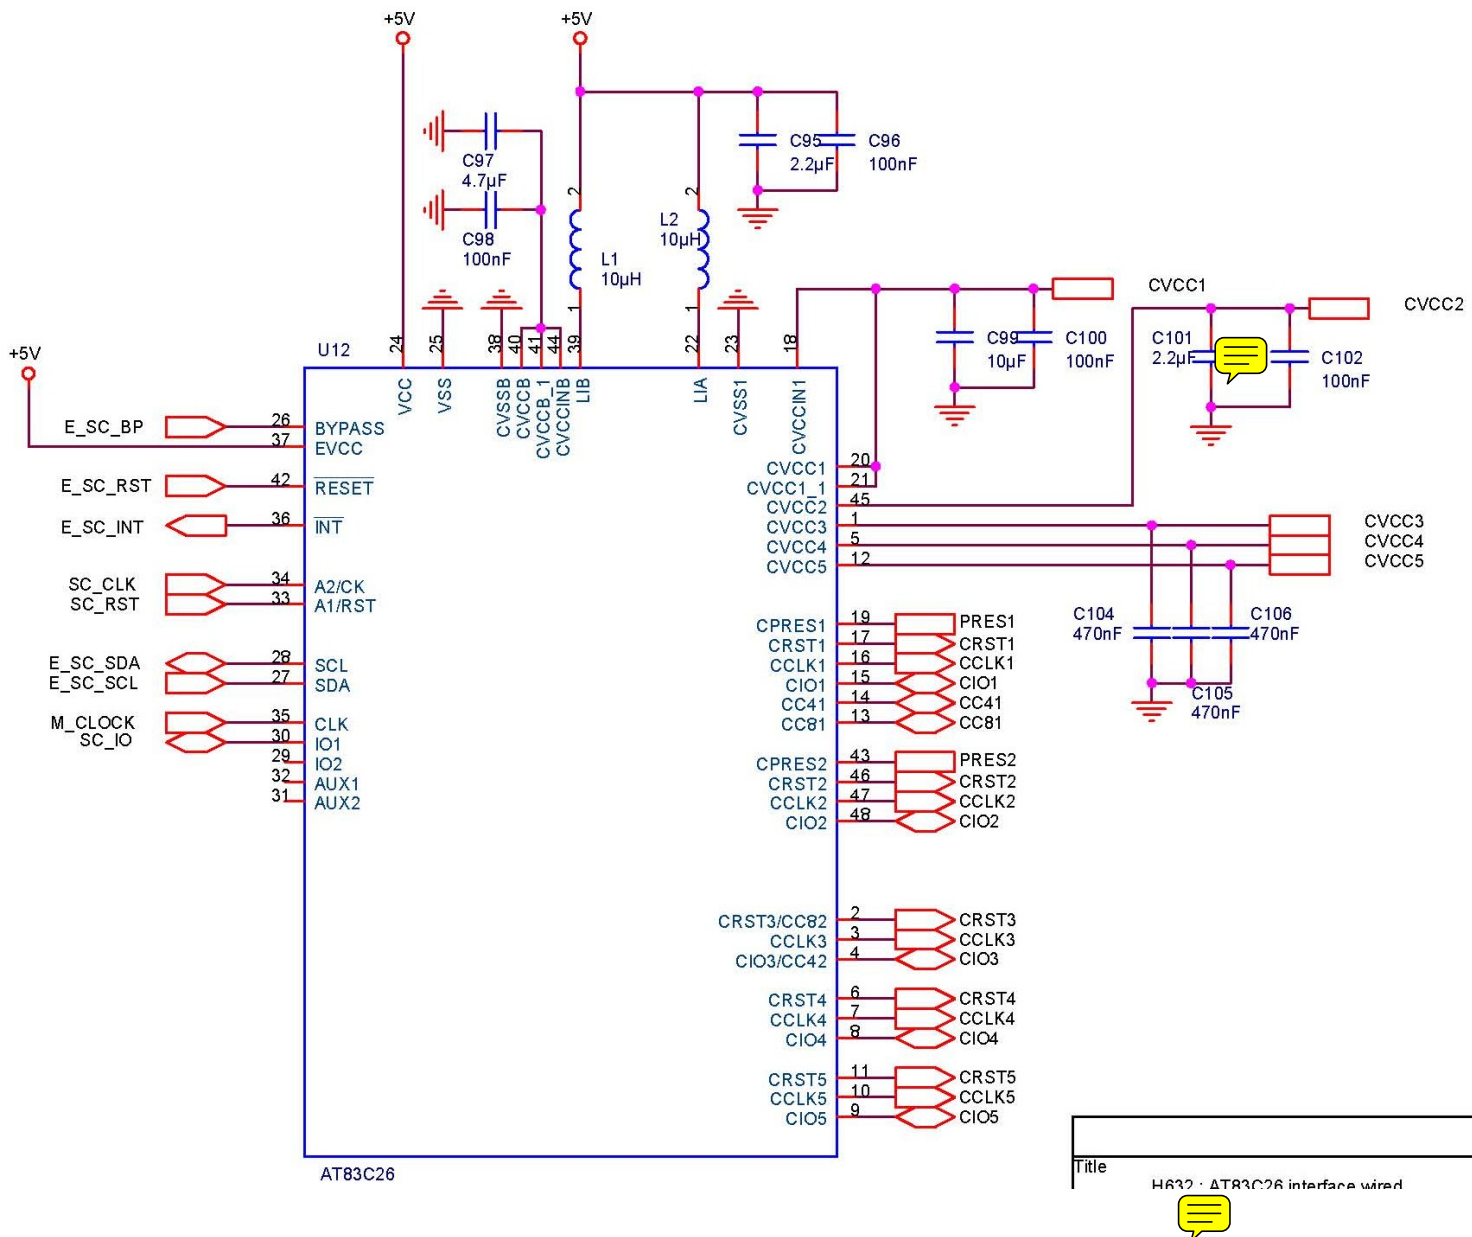 +5V
+5V
C97
4.7µF
C95
2.2µF
C96
100nF
2
2
C98
100nF
L2
10µH
L1
10µH
1
1
CVCC1
CVCC2
C99
10µF
C100
100nF
C101
2.2µF
C102
100nF
+5V
U12
24
25
38
40
41
44
39
22
23
18
VCC
VSS
CVSSB
CVCCB
CVCCB_1
CVCCINB
LIB
LIA
CVSS1
CVCCIN1
E_SC_BP
26
BYPASS
37
EVCC
E_SC_RST
42
RESET
E_SC_INT
36
INT
SC_CLK
34
A2/CK
SC_RST
33
A1/RST
E_SC_SDA
28
SCL
E_SC_SCL
27
SDA
M_CLOCK
35
CLK
SC_IO
30
IO1
29
IO2
32
AUX1
31
AUX2
CVCC1
20
CVCC1_1
21
CVCC2
45
CVCC3
1
CVCC3
CVCC4
5
CVCC4
CVCC5
12
CVCC5
C104
470nF
C106
470nF
C105
470nF
CPRES1
19
PRES1
CRST1
17
CRST1
CCLK1
16
CCLK1
CIO1
15
CIO1
CC41
14
CC41
CC81
13
CC81
CPRES2
43
PRES2
CRST2
46
CRST2
CCLK2
47
CCLK2
CIO2
48
CIO2
CRST3/CC82
2
CRST3
CCLK3
3
CCLK3
CIO3/CC42
4
CIO3
CRST4
6
CRST4
CCLK4
7
CCLK4
CIO4
8
CIO4
CRST5
11
CRST5
CCLK5
10
CCLK5
CIO5
9
CIO5
AT83C26
Title
H632 : AT83C26 interface wired